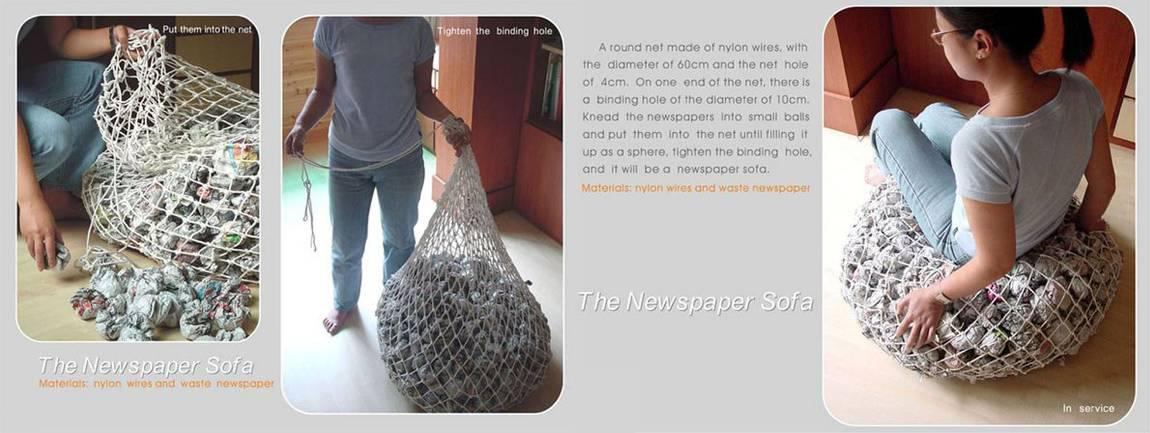 Put them into the net
The Newspaper Sofa
Materials: nylon wires and waste newspaper
Tighten the binding hole
A round net made of nylon wires, with
the diameter of 60cm and the net hole
of 4cm. On one end of the net, there is
a binding hole of the diameter of 10cm.
Knead the newspapers into small balls
and put them into the net until filling it
up as a sphere, tighten the binding hole,
and it will be a newspaper sofa.
Materials: nylon wires and waste newspaper
The Newspaper Sofa
In service